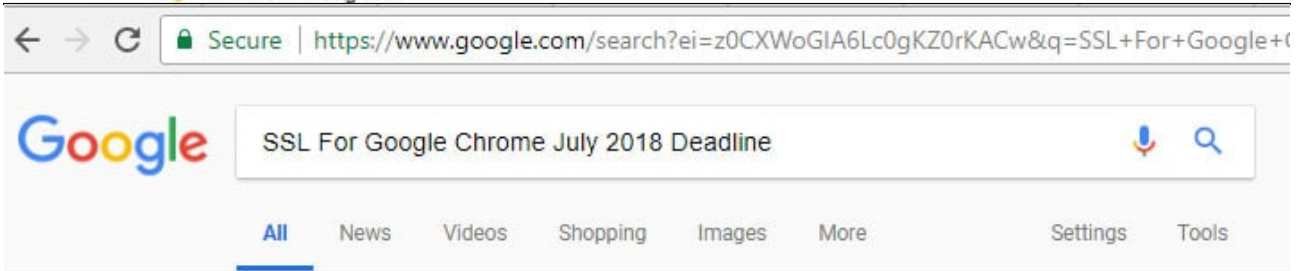 Secure | https://www.google.com/search?ei=z0CXWoGIA6Lc0gKZ0rKACw&q=SSL+For+Google+
Google SSL For Google Chrome July 2018 Deadline
All News Videos Shopping Images More Settings Tools